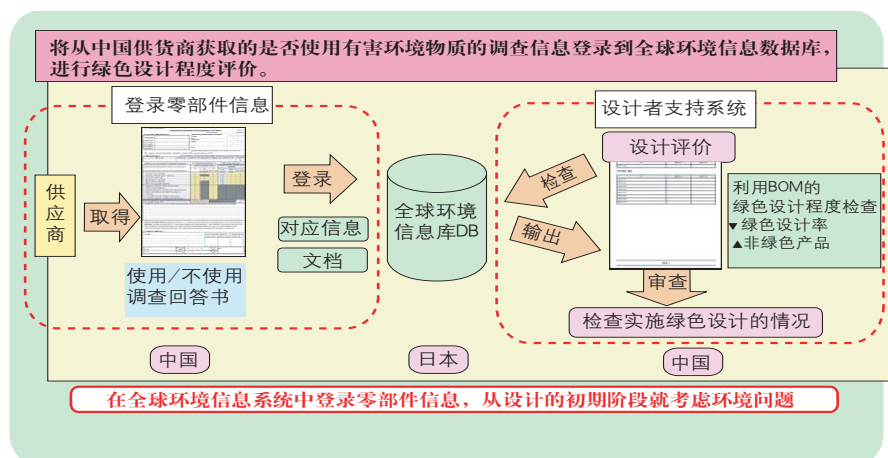 将从中国供货商获取的是否使用有害环境物质的调查信息登录到全球环境信息数据库，
进行绿色设计程度评价。
登录零部件信息
供
应
商
取得
使用/不使用
调查回答书
登录
对应信息
文档
全球环境
信息库DB
检查
输出
设计者支持系统
设计评价
利用BOM的
绿色设计程度检查
▼绿色设计率
▲非绿色产品
审查
检查实施绿色设计的情况
中国
日本
中国
在全球环境信息系统中登录零部件信息，从设计的初期阶段就考虑环境问题